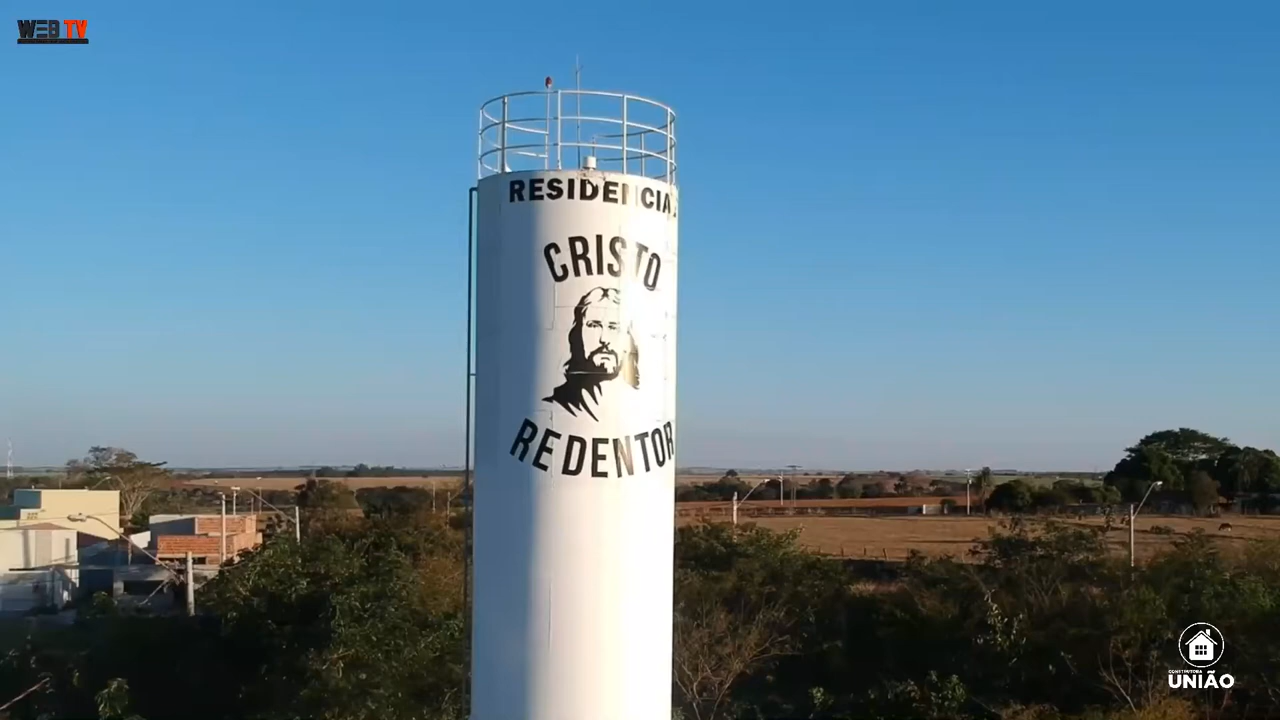 WEB TV
RESIDENCIAL
CRISTO
REDENTOR
CONSTRUTORA
UNIÃO